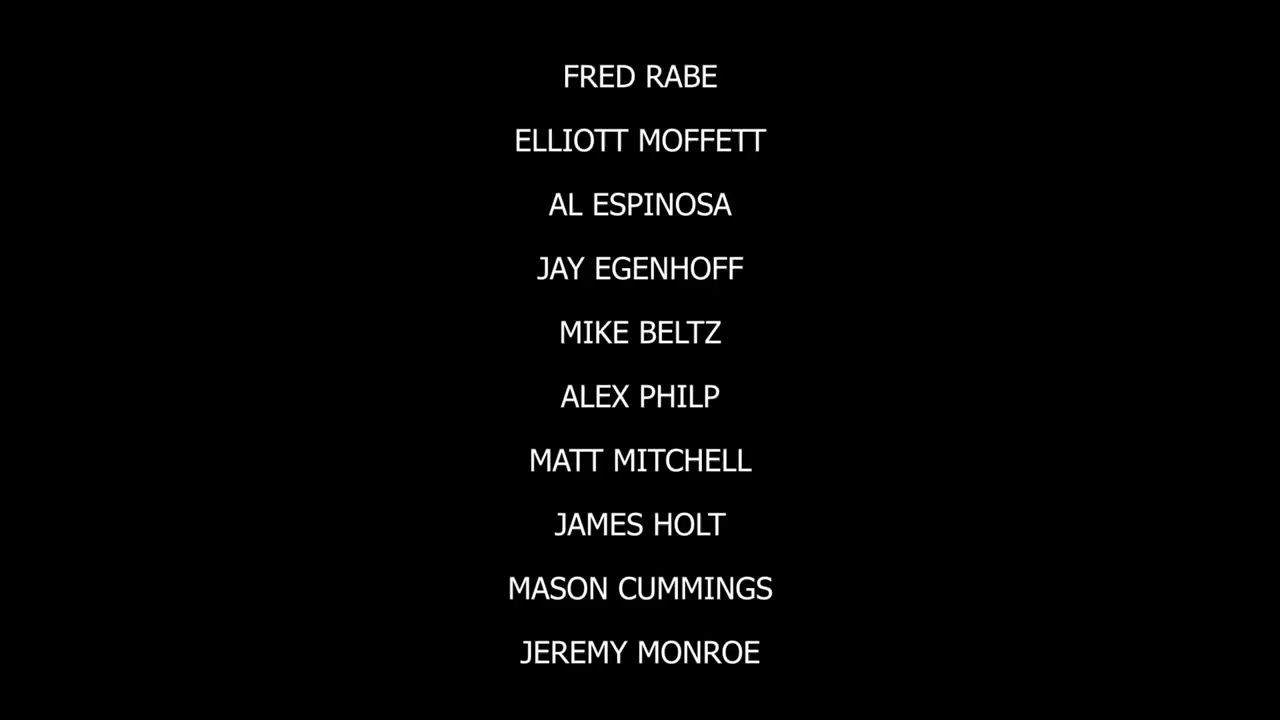 FRED RABE
ELLIOTT MOFFETT
AL ESPINOSA
JAY EGENHOFF
MIKE BELTZ
ALEX PHILP
MATT MITCHELL
JAMES HOLT
MASON CUMMINGS
JEREMY MONROE